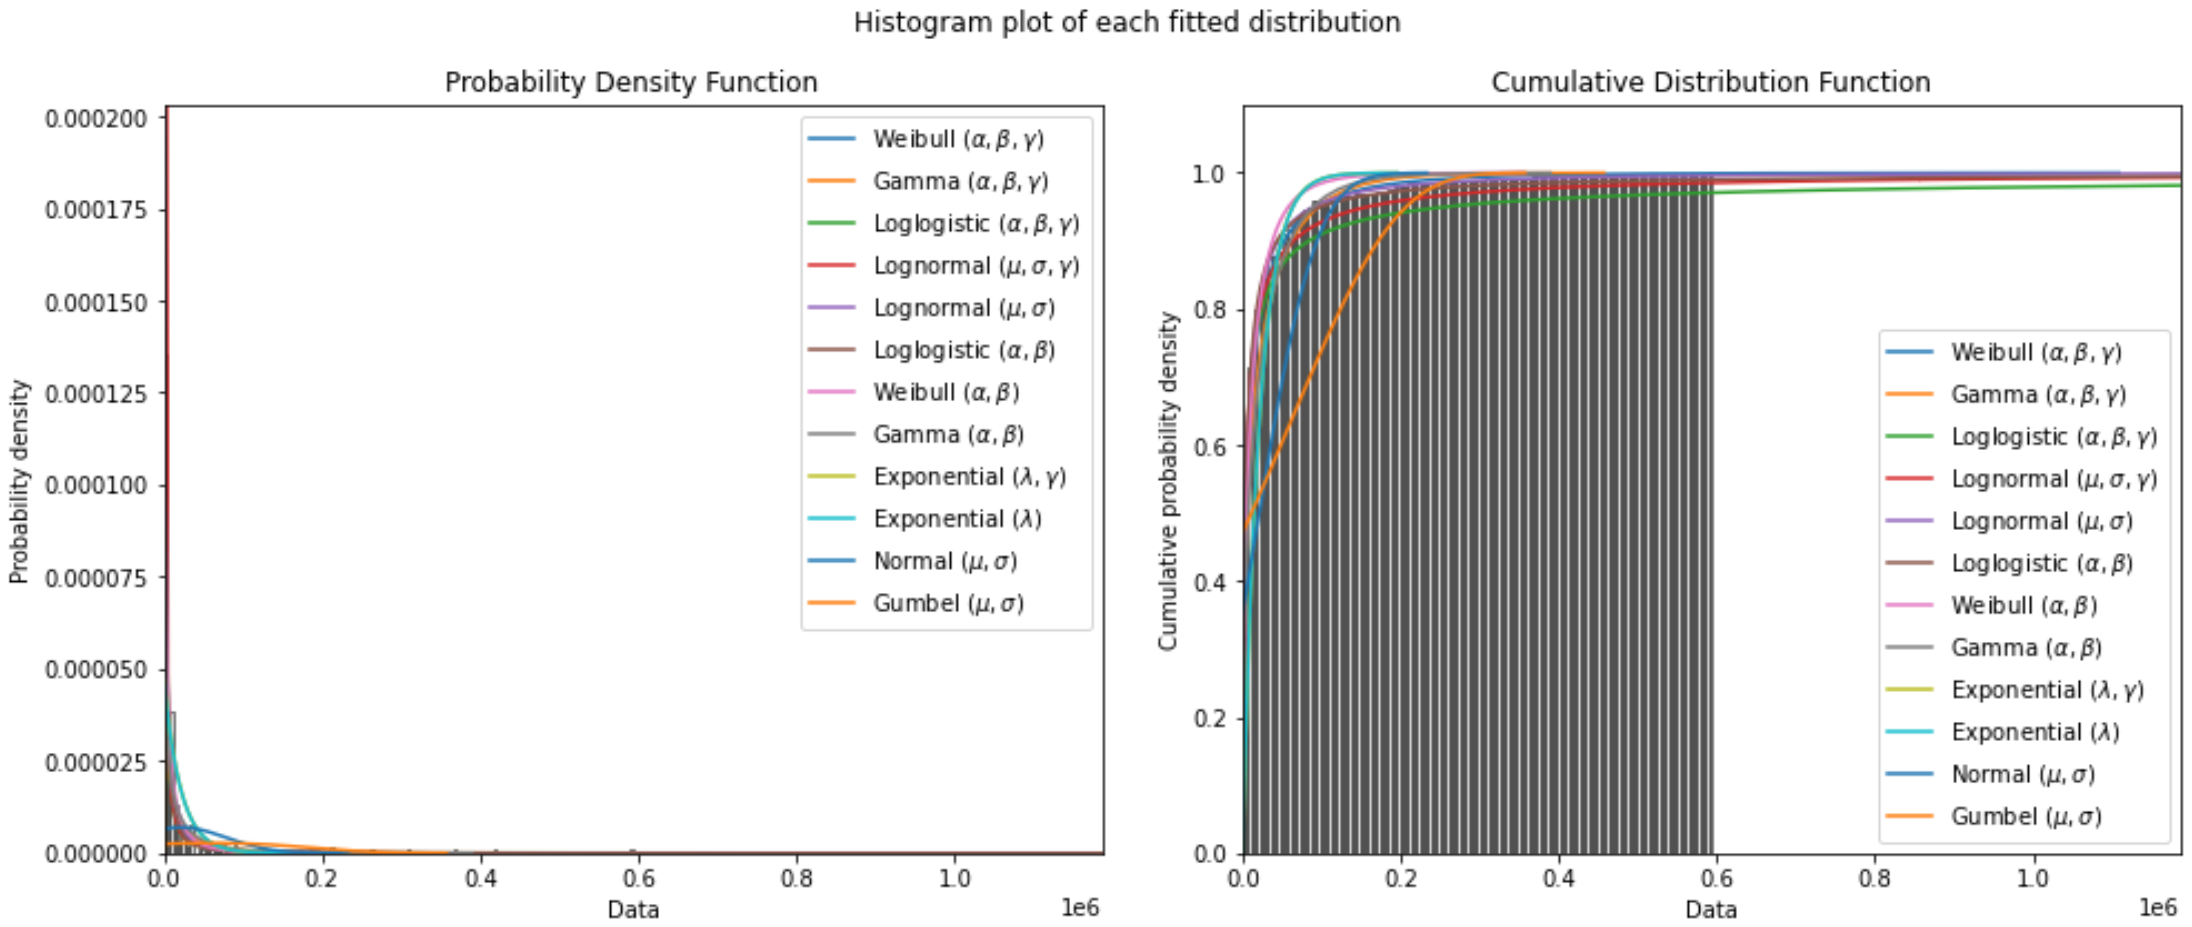 Histogram plot of each fitted distribution
Probability Density Function
Probability density
0.000200
0.000175
0.000150
0.000125
0.000100
0.000075
0.000050
0.000025
0.000000
0.0 0.2 0.4 0.6 0.8 1.0
1e6
Data
Weibull (α, β, γ)
Gamma (α, β, γ)
Loglogistic (α, β, γ)
Lognormal (μ, σ, γ)
Lognormal (μ, σ)
Loglogistic (α, β)
Weibull (α, β)
Gamma (α, β)
Exponential (λ, γ)
Exponential (λ)
Normal (μ, σ)
Gumbel (μ, σ)
Cumulative Distribution Function
Cumulative probability density
1.0
0.8
0.6
0.4
0.2
0.0
0.0 0.2 0.4 0.6 0.8 1.0
1e6
Data
Weibull (α, β, γ)
Gamma (α, β, γ)
Loglogistic (α, β, γ)
Lognormal (μ, σ, γ)
Lognormal (μ, σ)
Loglogistic (α, β)
Weibull (α, β)
Gamma (α, β)
Exponential (λ, γ)
Exponential (λ)
Normal (μ, σ)
Gumbel (μ, σ)